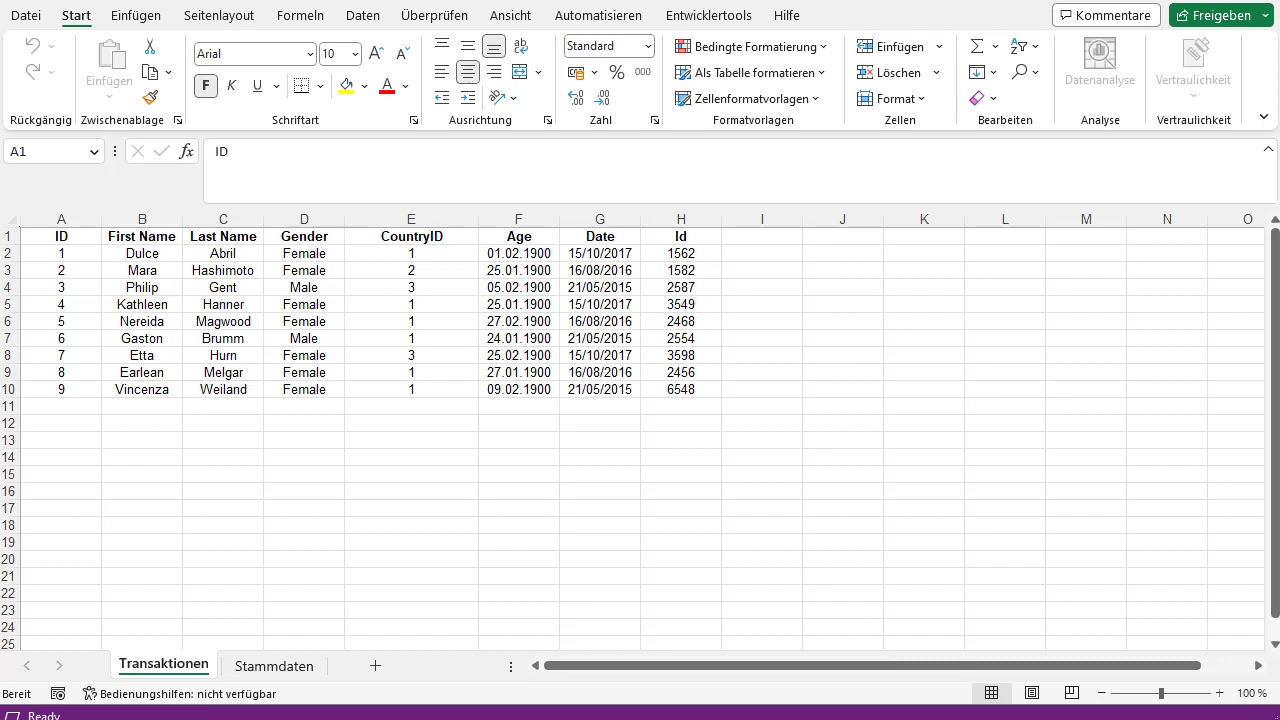 Datei Start Einfügen Seitenlayout Formeln Daten Überprüfen Ansicht Automatisieren Entwicklertools Hilfe Kommentare Freigeben
Arial 10 Standard Bedingte Formatierung Einfügen
Einfügen Als Tabelle formatieren Löschen Datenanalyse Vertraulichkeit
F K U A % 000 Zellenformatvorlagen Format
Rückgängig Zwischenablage Schriftart Ausrichtung Zahl Formatvorlagen Zellen Bearbeiten Analyse Vertraulichkeit
A1 fx ID
A B C D E F G H I J K L M N O
1 ID First Name Last Name Gender CountryID Age Date Id
2 1 Dulce Abril Female 1 01.02.1900 15/10/2017 1562
3 2 Mara Hashimoto Female 2 25.01.1900 16/08/2016 1582
4 3 Philip Gent Male 3 05.02.1900 21/05/2015 2587
5 4 Kathleen Hanner Female 1 25.01.1900 15/10/2017 3549
6 5 Nereida Magwood Female 1 27.02.1900 16/08/2016 2468
7 6 Gaston Brumm Male 1 24.01.1900 21/05/2015 2554
8 7 Etta Hurn Female 3 25.02.1900 15/10/2017 3598
9 8 Earlean Melgar Female 1 27.01.1900 16/08/2016 2456
10 9 Vincenza Weiland Female 1 09.02.1900 21/05/2015 6548
11
12
13
14
15
16
17
18
19
20
21
22
23
24
25
Transaktionen Stammdaten
Bereit Bedienungshilfen: nicht verfügbar 100 %
Ready